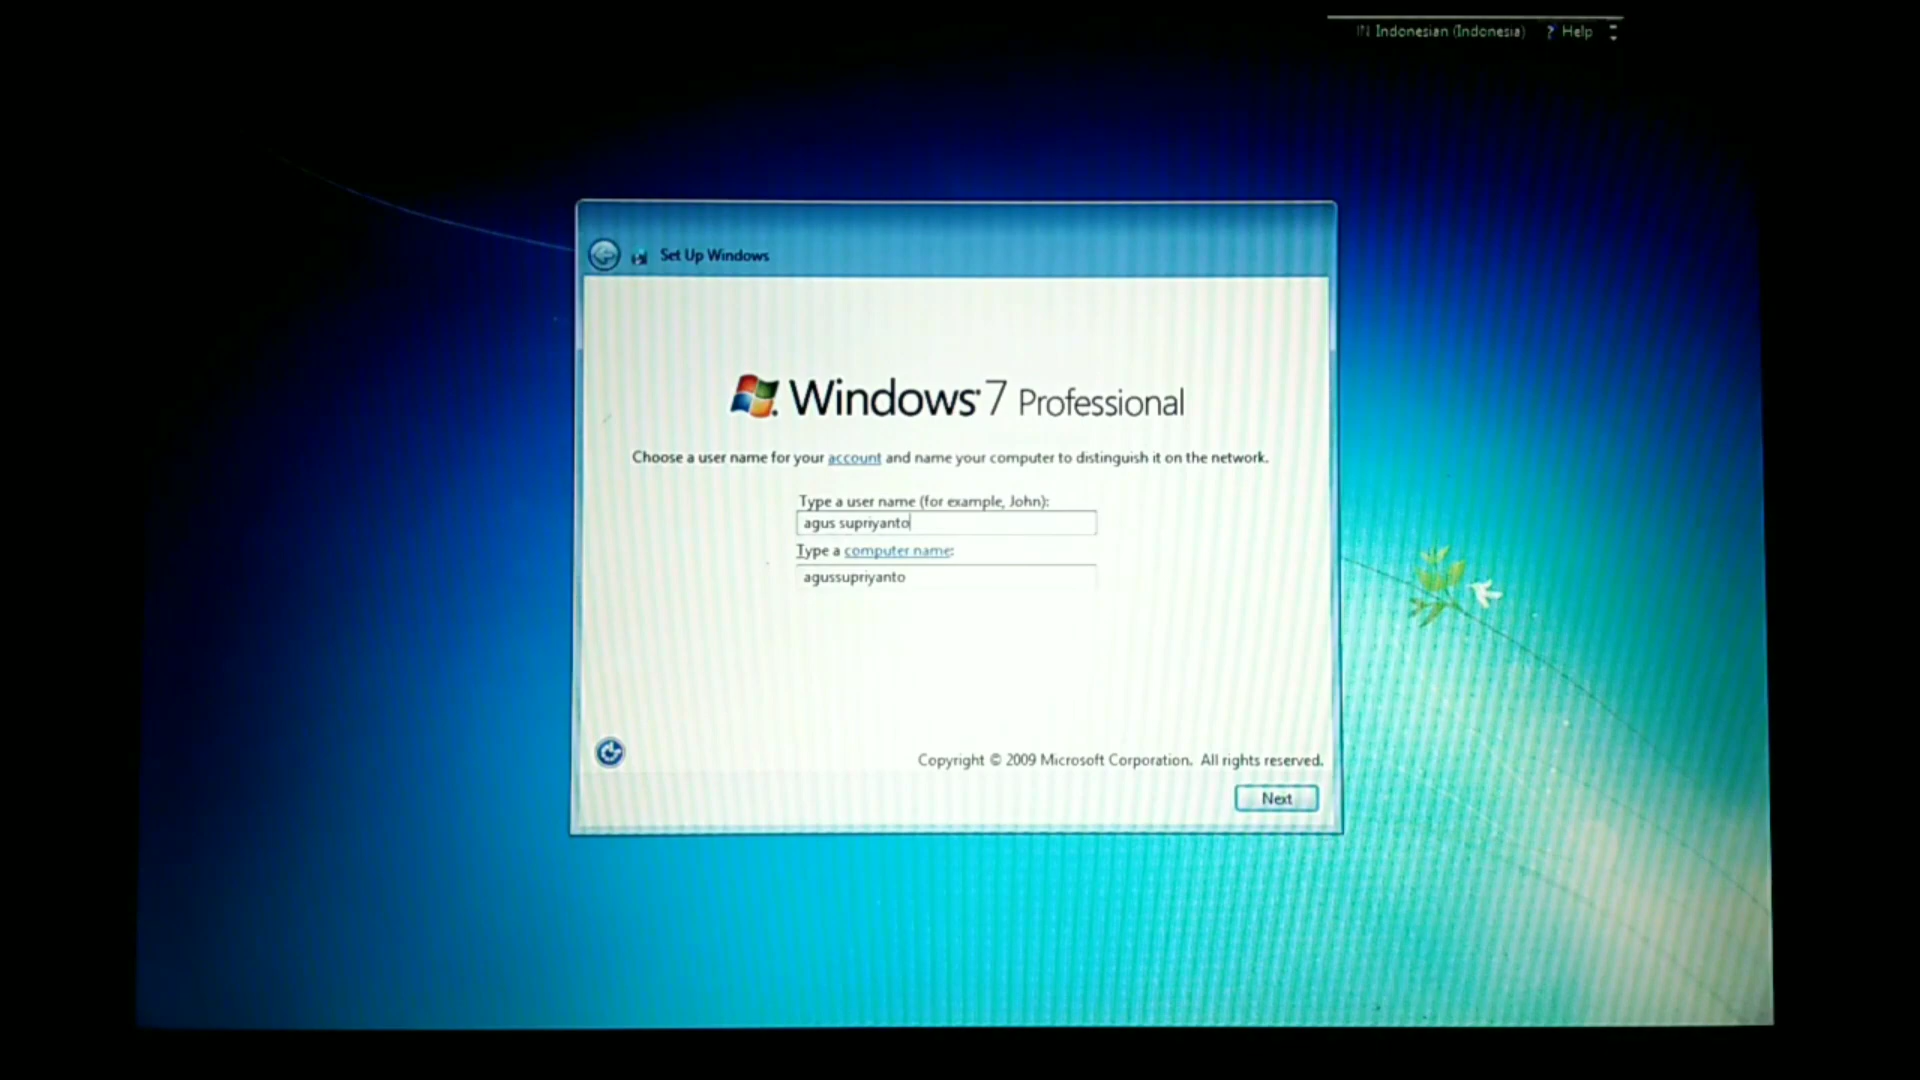 IN Indonesian (Indonesia) ? Help
Set Up Windows
Windows 7 Professional
Choose a user name for your account and name your computer to distinguish it on the network.
Type a user name (for example, John):
agus supriyanto
Type a computer name:
agussupriyanto
Copyright © 2009 Microsoft Corporation. All rights reserved.
Next